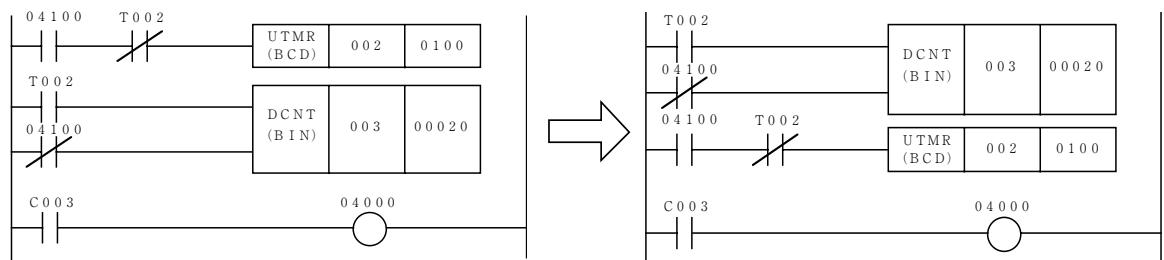 04100 T002
UTMR (BCD) 002 0100
T002
DCNT (BIN) 003 00020
04100
C003 04000
T002
DCNT (BIN) 003 00020
04100
04100 T002
UTMR (BCD) 002 0100
C003 04000